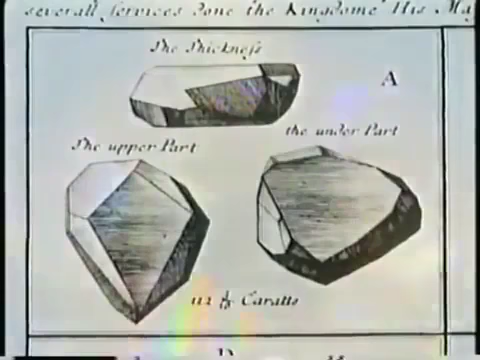 severall services done the Kingdome His Ma
The Thickness
A
The upper Part
the under Part
112 3/16 Caratts